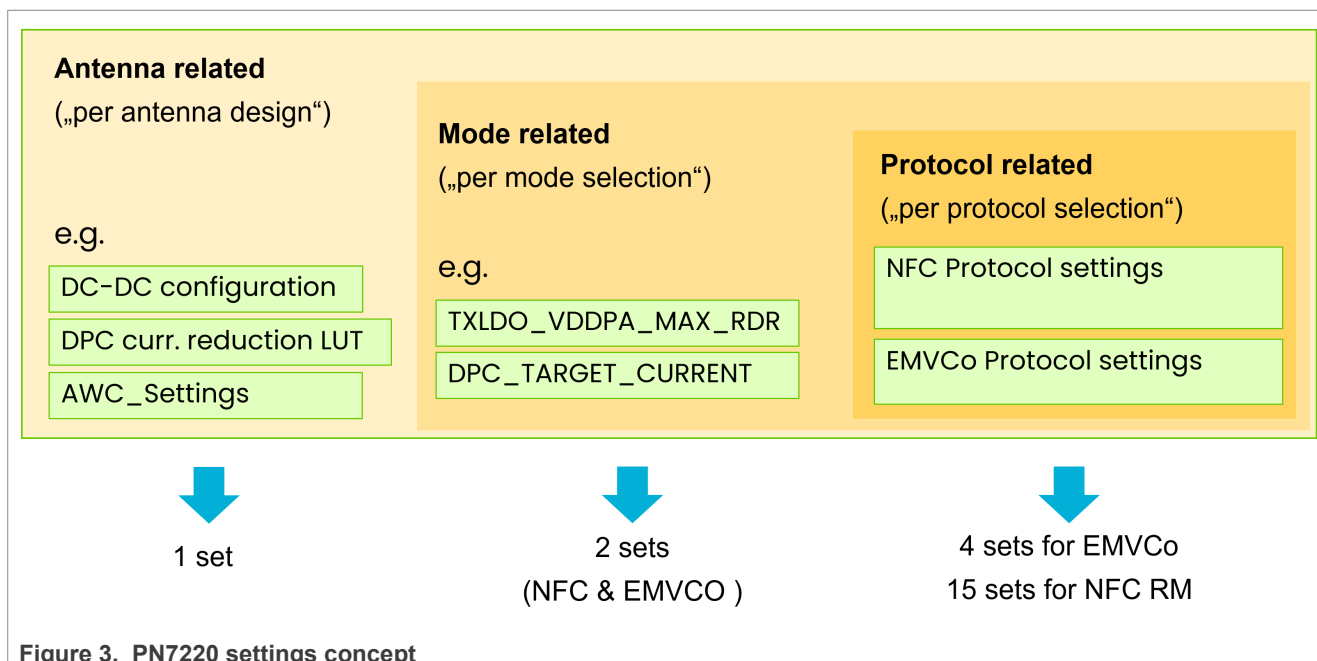 Antenna related
(„per antenna design“)
e.g.
DC-DC configuration
DPC curr. reduction LUT
AWC_Settings
Mode related
(„per mode selection“)
e.g.
TXLDO_VDDPA_MAX_RDR
DPC_TARGET_CURRENT
Protocol related
(„per protocol selection“)
NFC Protocol settings
EMVCo Protocol settings
1 set
2 sets
(NFC & EMVCO )
4 sets for EMVCo
15 sets for NFC RM
Figure 3. PN7220 settings concept